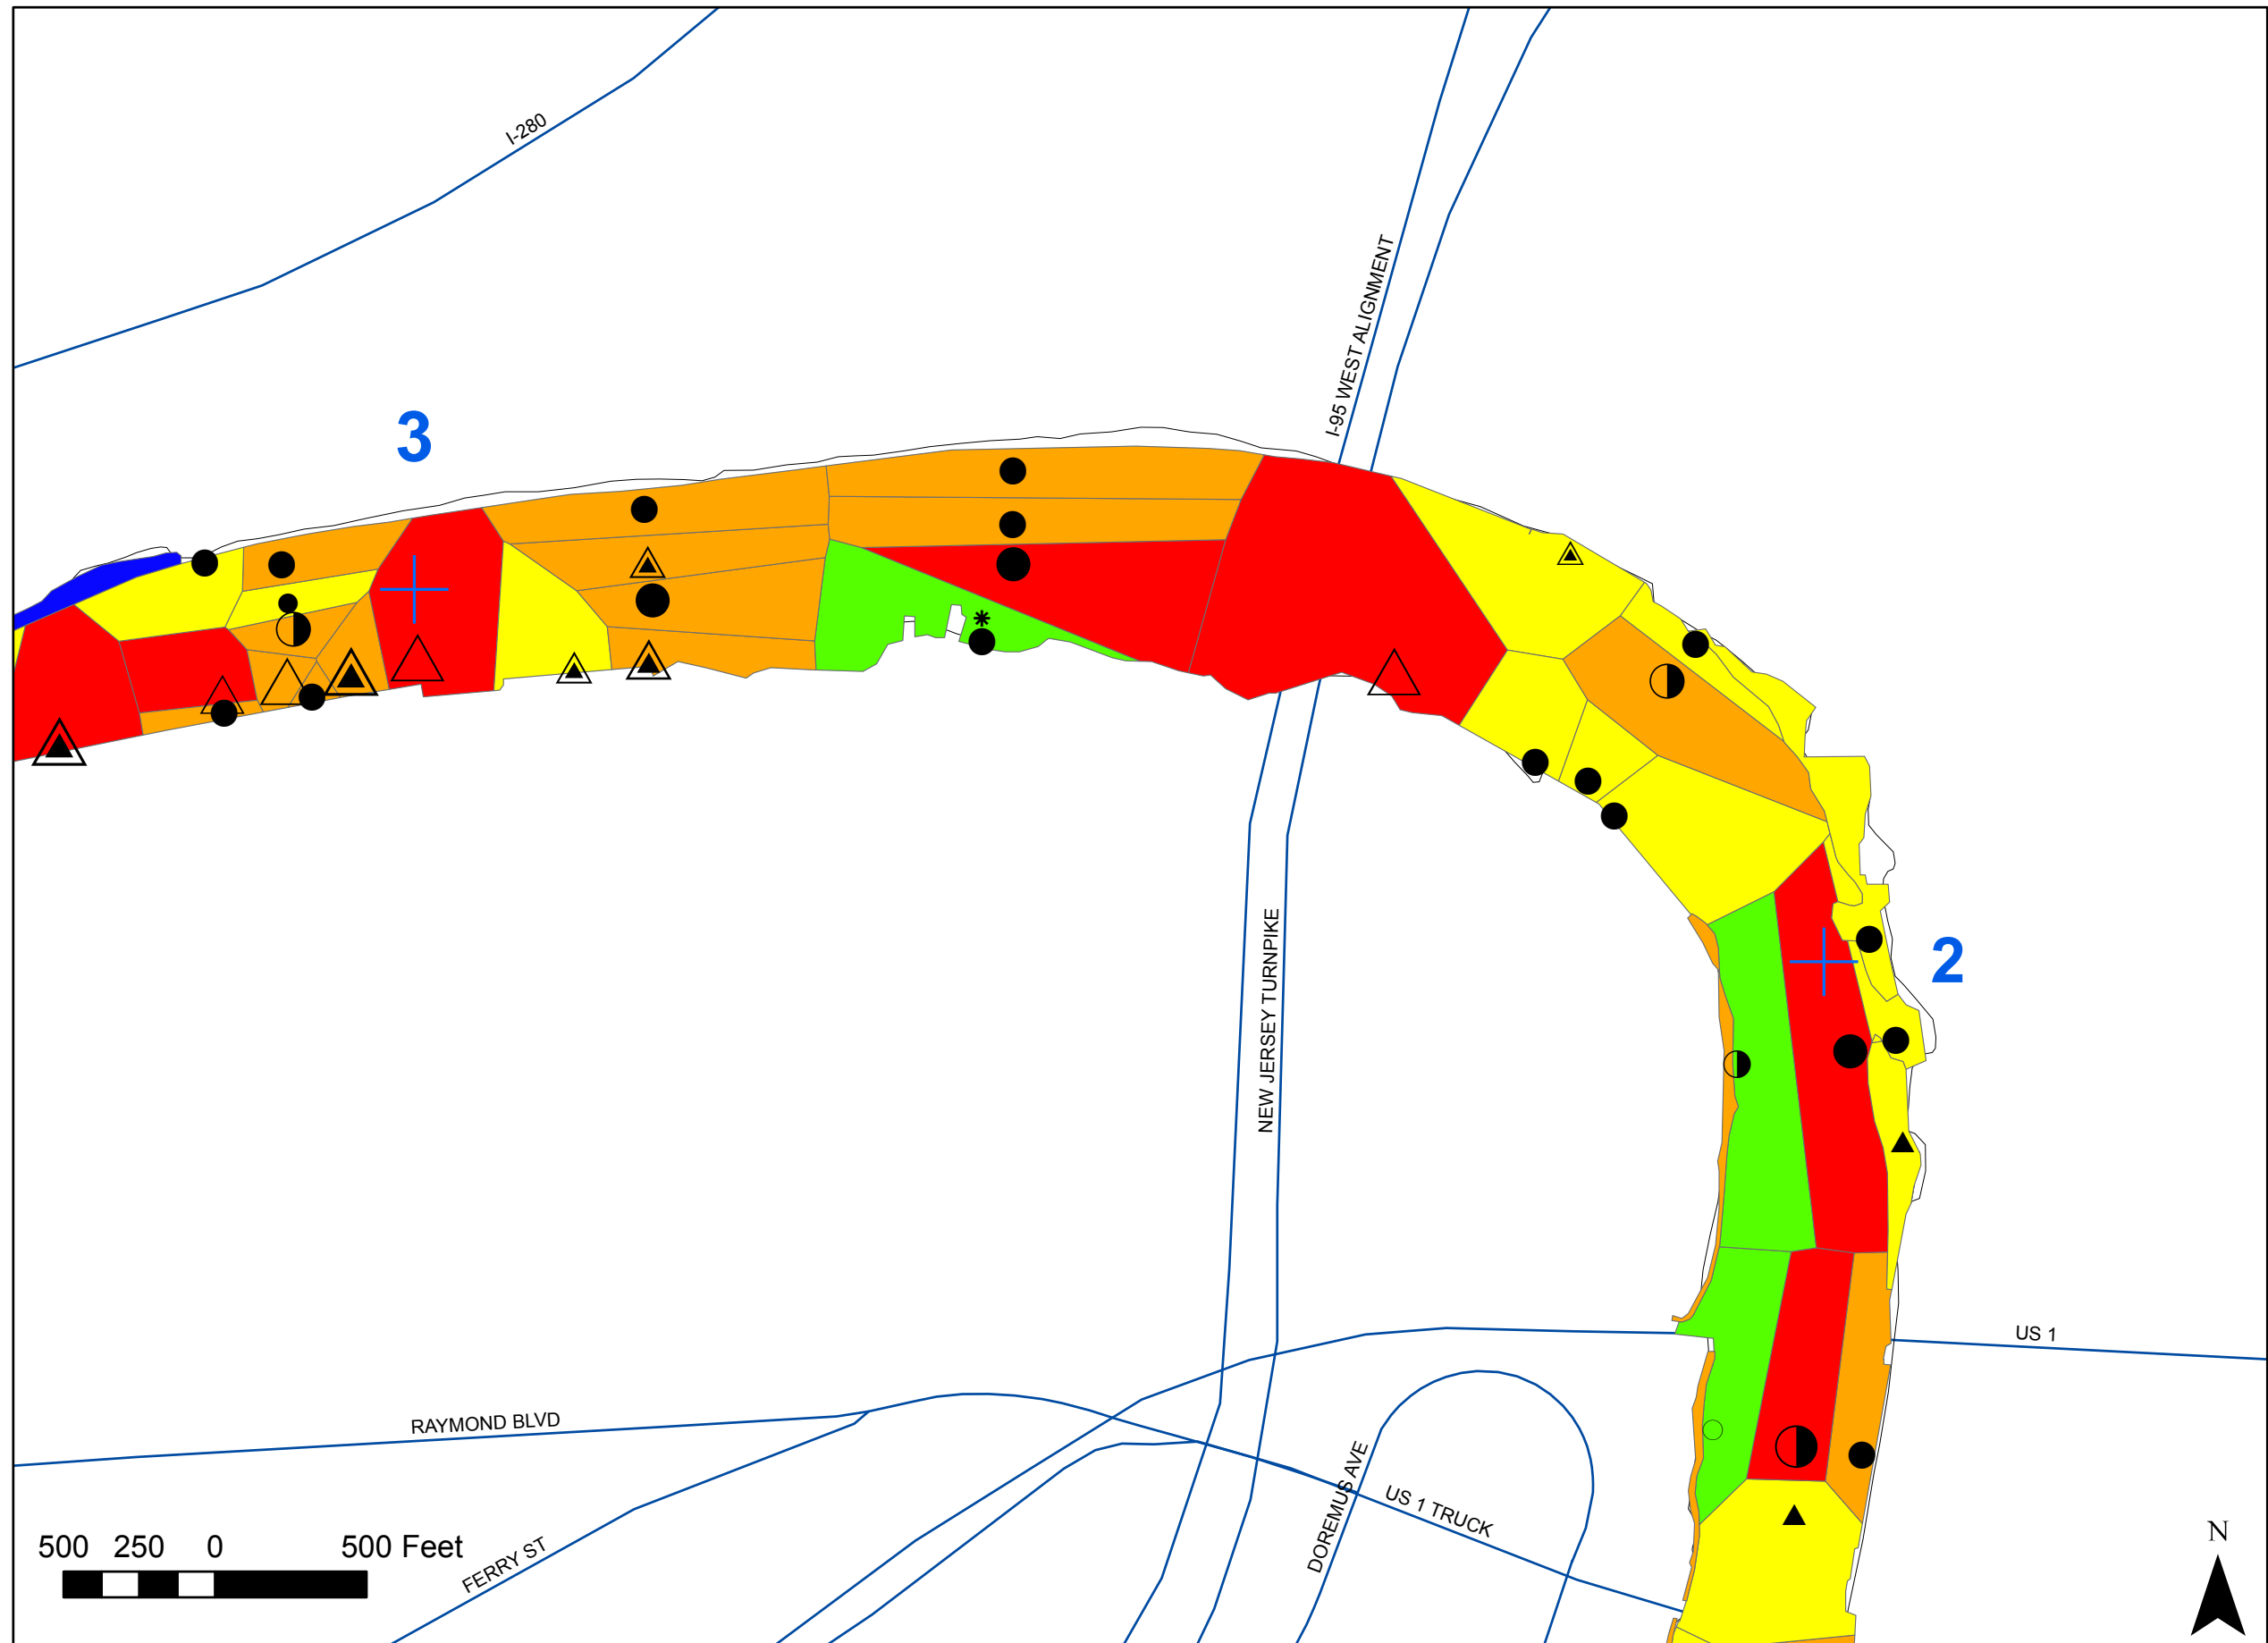 I-280
I-95 WEST ALIGNMENT
3
2
NEW JERSEY TURNPIKE
US 1
RAYMOND BLVD
DOREMUS AVE
US 1 TRUCK
FERRY ST
500 250 0 500 Feet
N